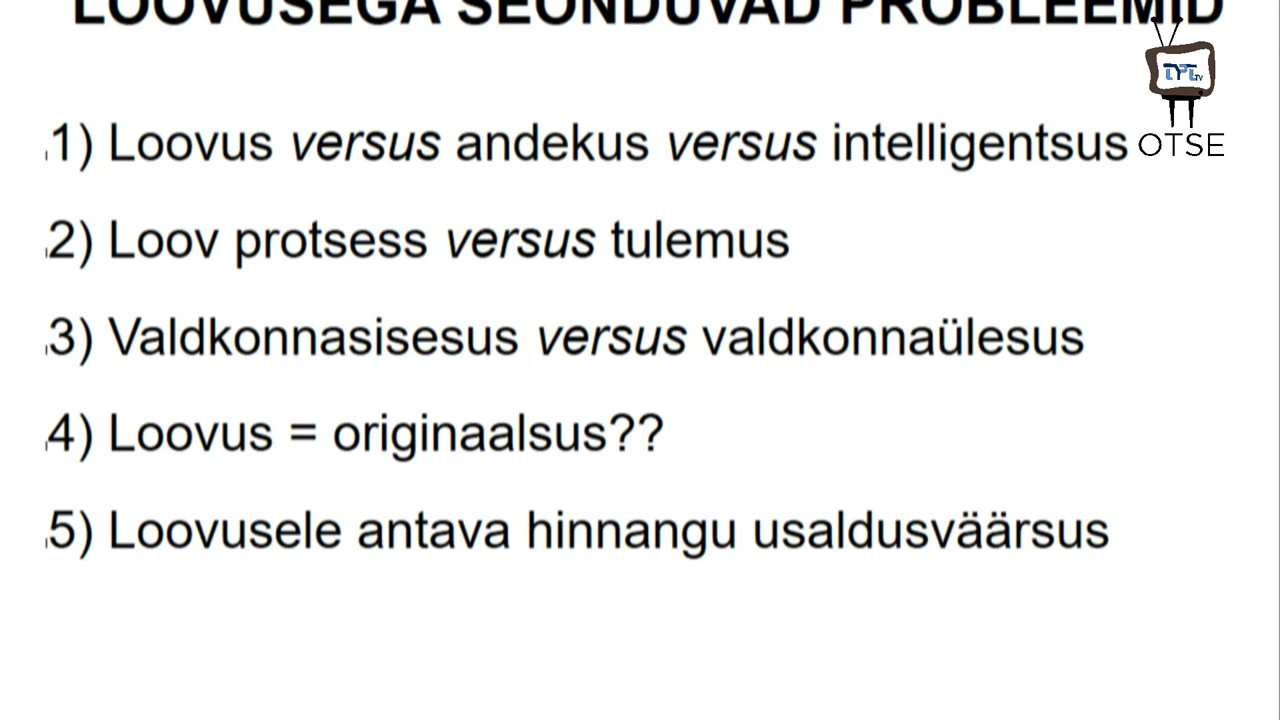 LOOVUSEGA SEONDUVAD PROBLEEMID
1) Loovus versus andekus versus intelligentsus
OTSE
2) Loov protsess versus tulemus
3) Valdkonnasisesus versus valdkonnaülesus
4) Loovus = originaalsus??
5) Loovusele antava hinnangu usaldusväärsus